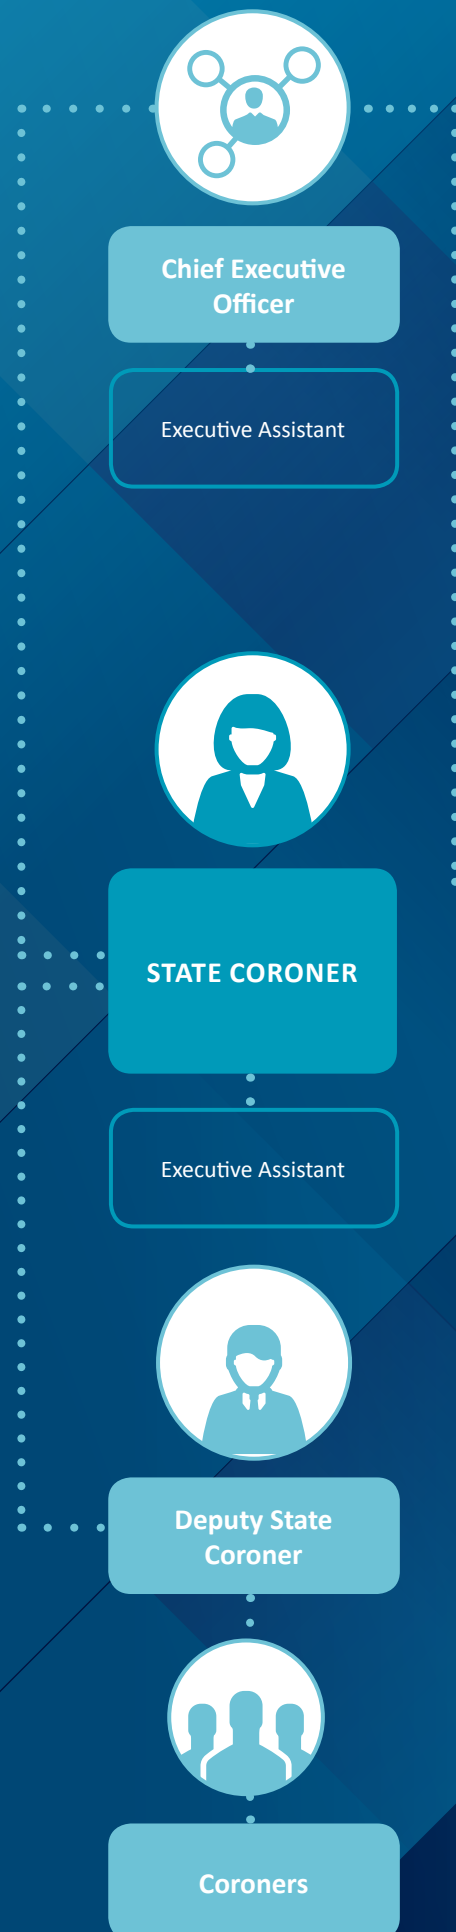 Chief Executive
Officer
Executive Assistant
STATE CORONER
Executive Assistant
Deputy State
Coroner
Coroners